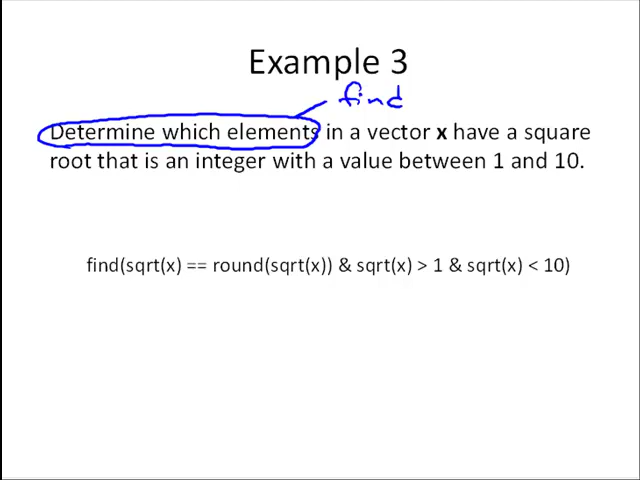 Example 3
find
Determine which elements in a vector x have a square
root that is an integer with a value between 1 and 10.
find(sqrt(x) == round(sqrt(x)) & sqrt(x) > 1 & sqrt(x) < 10)